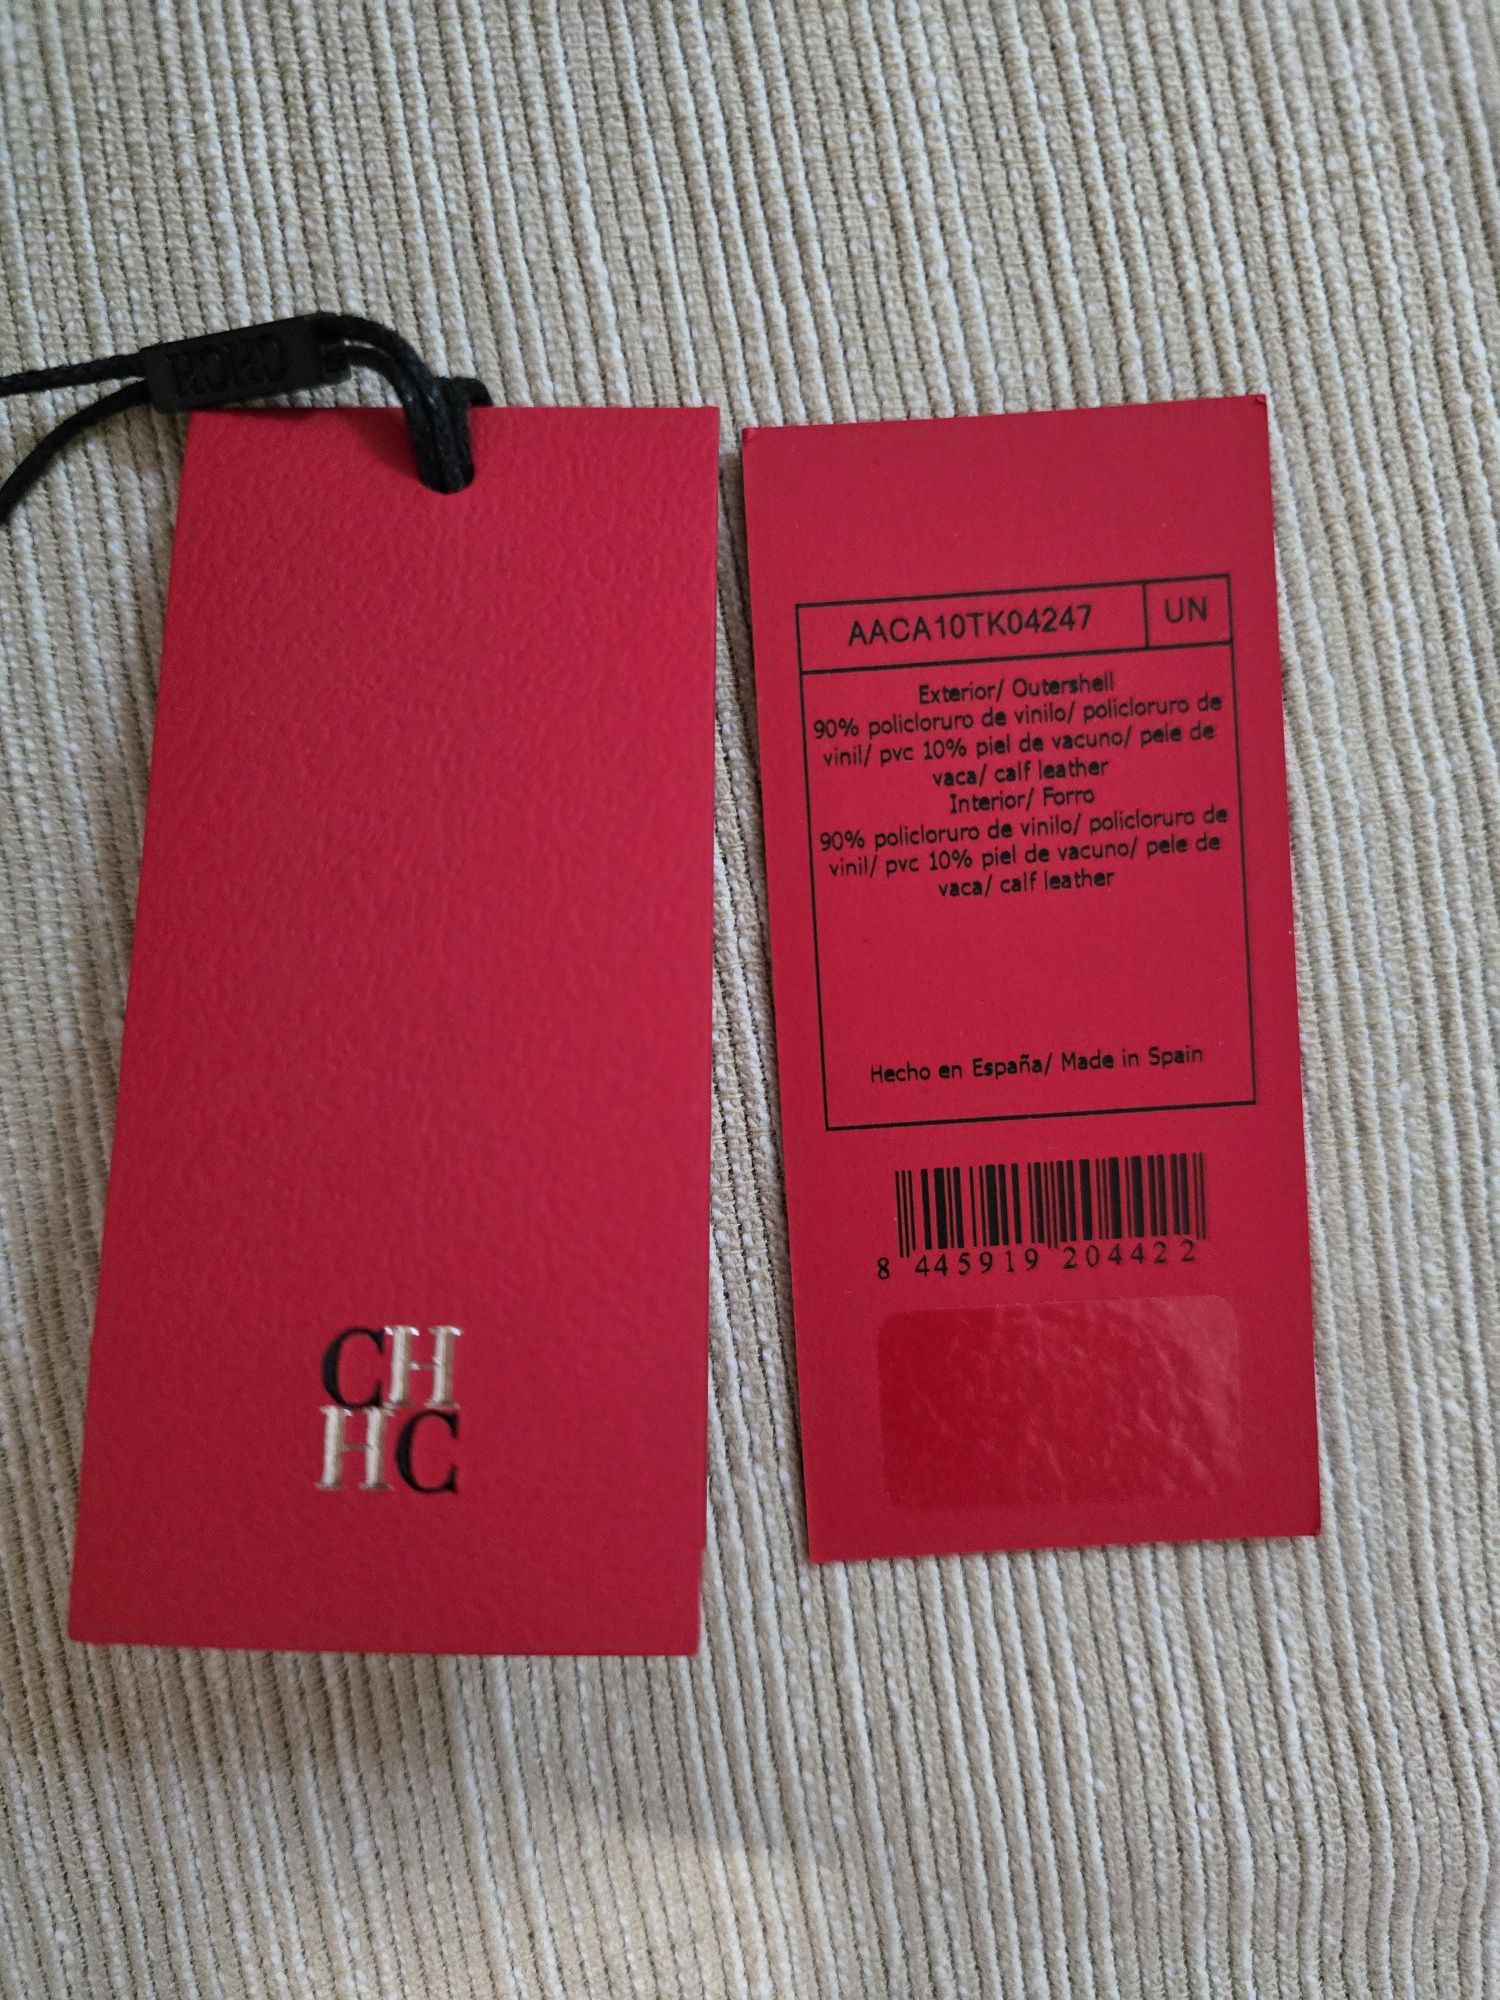 CHCH
CH
HC
AACA10TK04247 UN
Exterior/ Outershell
90% policloruro de vinilo/ policloruro de
vinil/ pvc 10% piel de vacuno/ pele de
vaca/ calf leather
Interior/ Forro
90% policloruro de vinilo/ policloruro de
vinil/ pvc 10% piel de vacuno/ pele de
vaca/ calf leather
Hecho en España/ Made in Spain
8 445919 204422